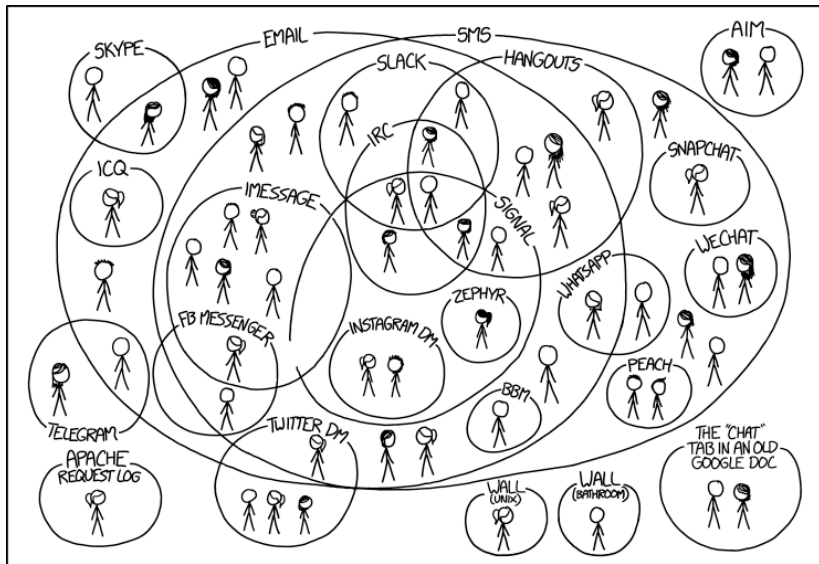 SKYPE
EMAIL
SMS
AIM
SLACK
HANGOUTS
IRC
SNAPCHAT
ICQ
IMESSAGE
SIGNAL
WECHAT
WHATSAPP
ZEPHYR
FB MESSENGER
INSTAGRAM DM
PEACH
BBM
TELEGRAM
TWITTER DM
THE "CHAT"
TAB IN AN OLD
GOOGLE DOC
APACHE
REQUEST LOG
WALL
(UNIX)
WALL
(BATHROOM)